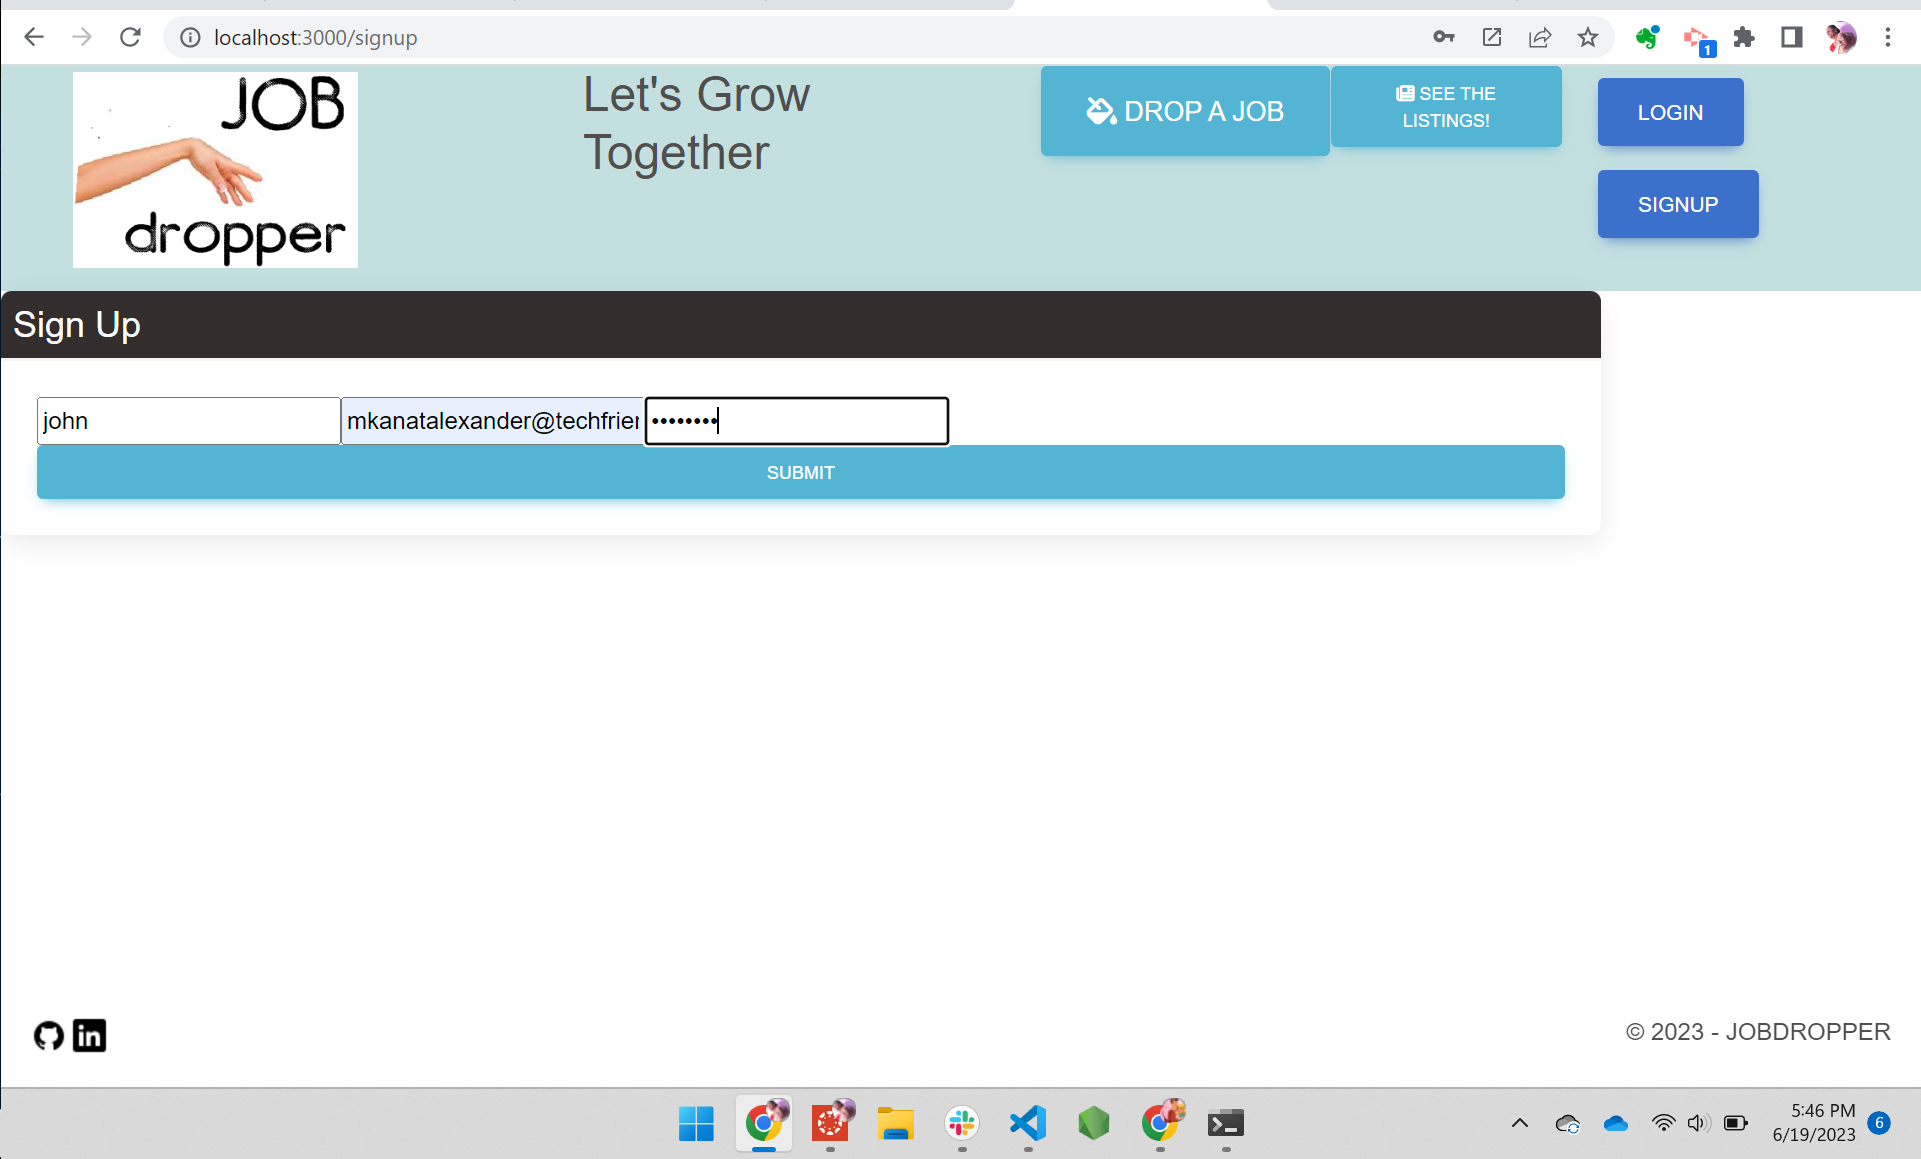 localhost:3000/signup
1
JOB
dropper
Let's Grow
Together
DROP A JOB
SEE THE
LISTINGS!
LOGIN
SIGNUP
Sign Up
john
mkanatalexander@techfrien
••••••••
SUBMIT
in
© 2023 - JOBDROPPER
5:46 PM
6/19/2023
6